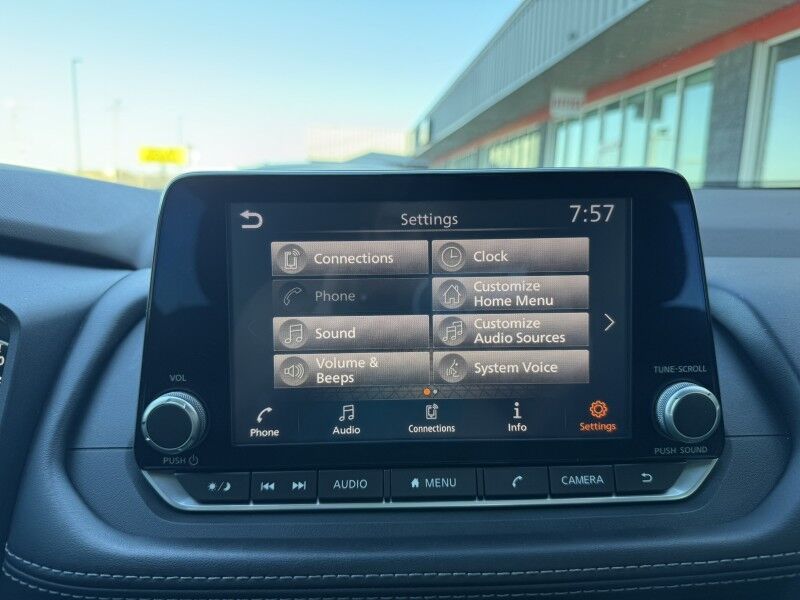 Settings
7:57
Connections
Clock
Phone
Customize
Home Menu
Sound
Customize
Audio Sources
Volume &
Beeps
System Voice
Phone
Audio
Connections
Info
Settings
VOL
PUSH
TUNE·SCROLL
PUSH SOUND
AUDIO
MENU
CAMERA